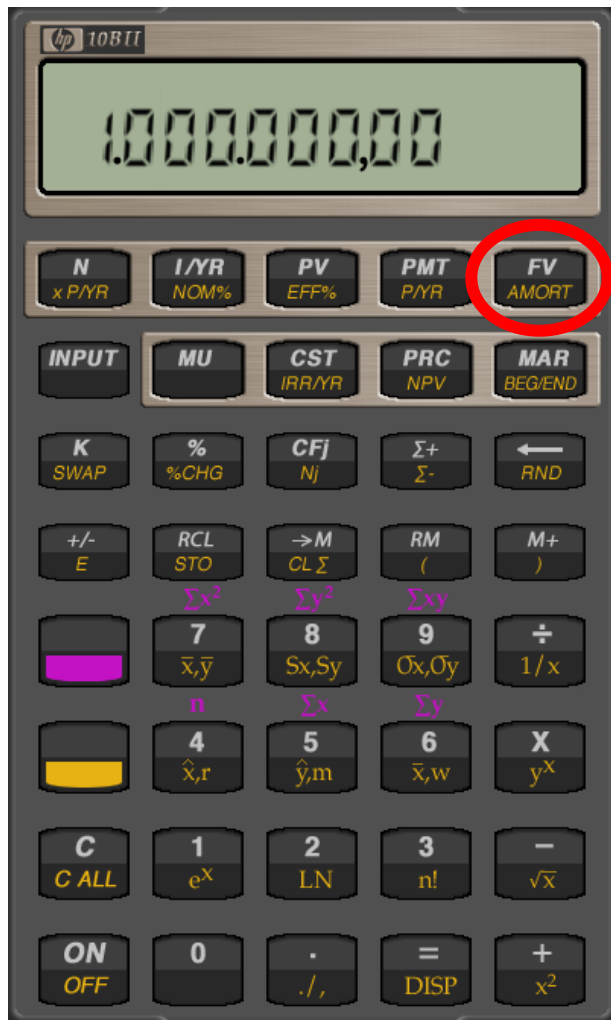 hp 10BII
1.000.000,00
N I/YR PV PMT FV
x P/YR NOM% EFF% P/YR AMORT
INPUT MU CST PRC MAR
IRR/YR NPV BEG/END
K % CFj Σ+ ←
SWAP %CHG Nj Σ- RND
+/- RCL →M RM M+
E STO CL Σ ( )
Σx² Σy² Σxy
7 8 9 ÷
x̄,ȳ Sx,Sy σx,σy 1/x
n Σx Σy
4 5 6 X
x̂,r ŷ,m x̄,w yˣ
C 1 2 3 −
C ALL eˣ LN n! √x
ON 0 . = +
OFF ./, DISP x²